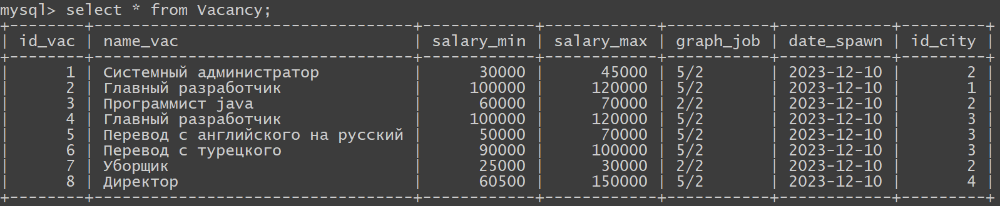 mysql> select * from Vacancy;
+--------+----------------------------------+------------+------------+-----------+------------+---------+
| id_vac | name_vac                         | salary_min | salary_max | graph_job | date_spawn | id_city |
+--------+----------------------------------+------------+------------+-----------+------------+---------+
|      1 | Системный администратор          |      30000 |      45000 | 5/2       | 2023-12-10 |       2 |
|      2 | Главный разработчик              |     100000 |     120000 | 5/2       | 2023-12-10 |       1 |
|      3 | Программист java                 |      60000 |      70000 | 2/2       | 2023-12-10 |       2 |
|      4 | Главный разработчик              |     100000 |     120000 | 5/2       | 2023-12-10 |       3 |
|      5 | Перевод с английского на русский |      50000 |      70000 | 5/2       | 2023-12-10 |       3 |
|      6 | Перевод с турецкого              |      90000 |     100000 | 5/2       | 2023-12-10 |       3 |
|      7 | Уборщик                          |      25000 |      30000 | 2/2       | 2023-12-10 |       2 |
|      8 | Директор                         |      60500 |     150000 | 5/2       | 2023-12-10 |       4 |
+--------+----------------------------------+------------+------------+-----------+------------+---------+